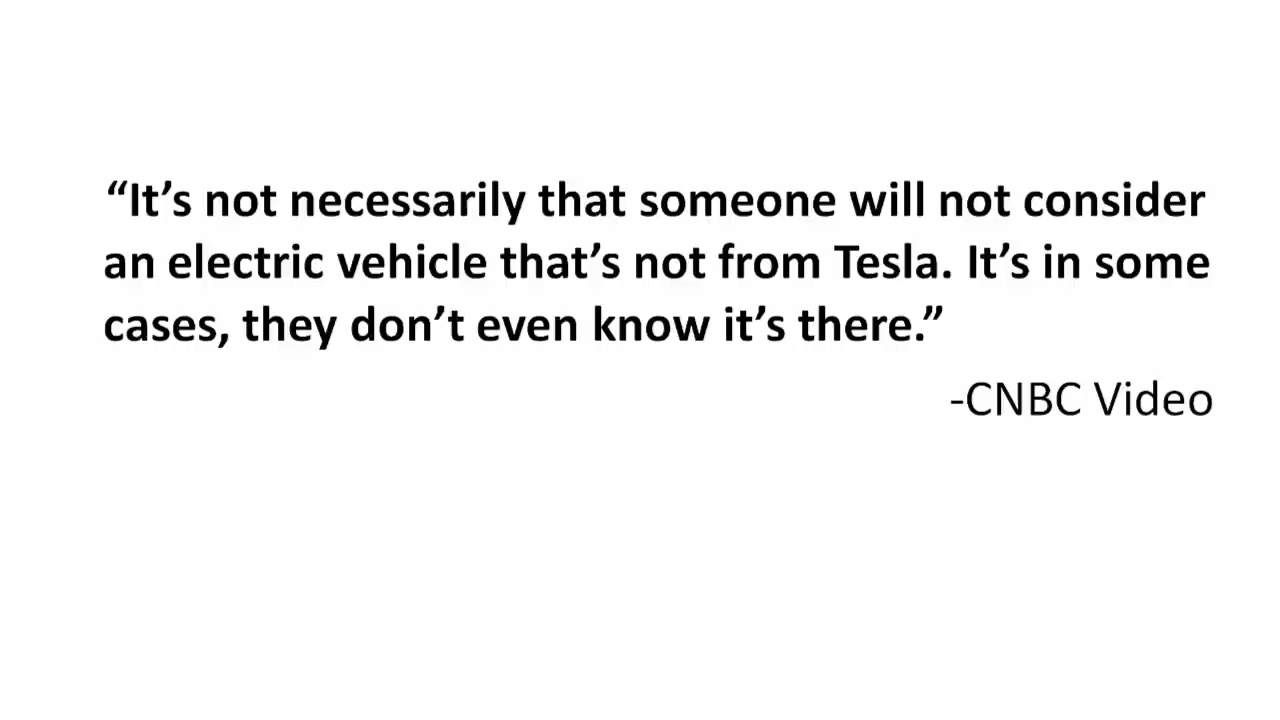 “It’s not necessarily that someone will not consider
an electric vehicle that’s not from Tesla. It’s in some
cases, they don’t even know it’s there.”
-CNBC Video